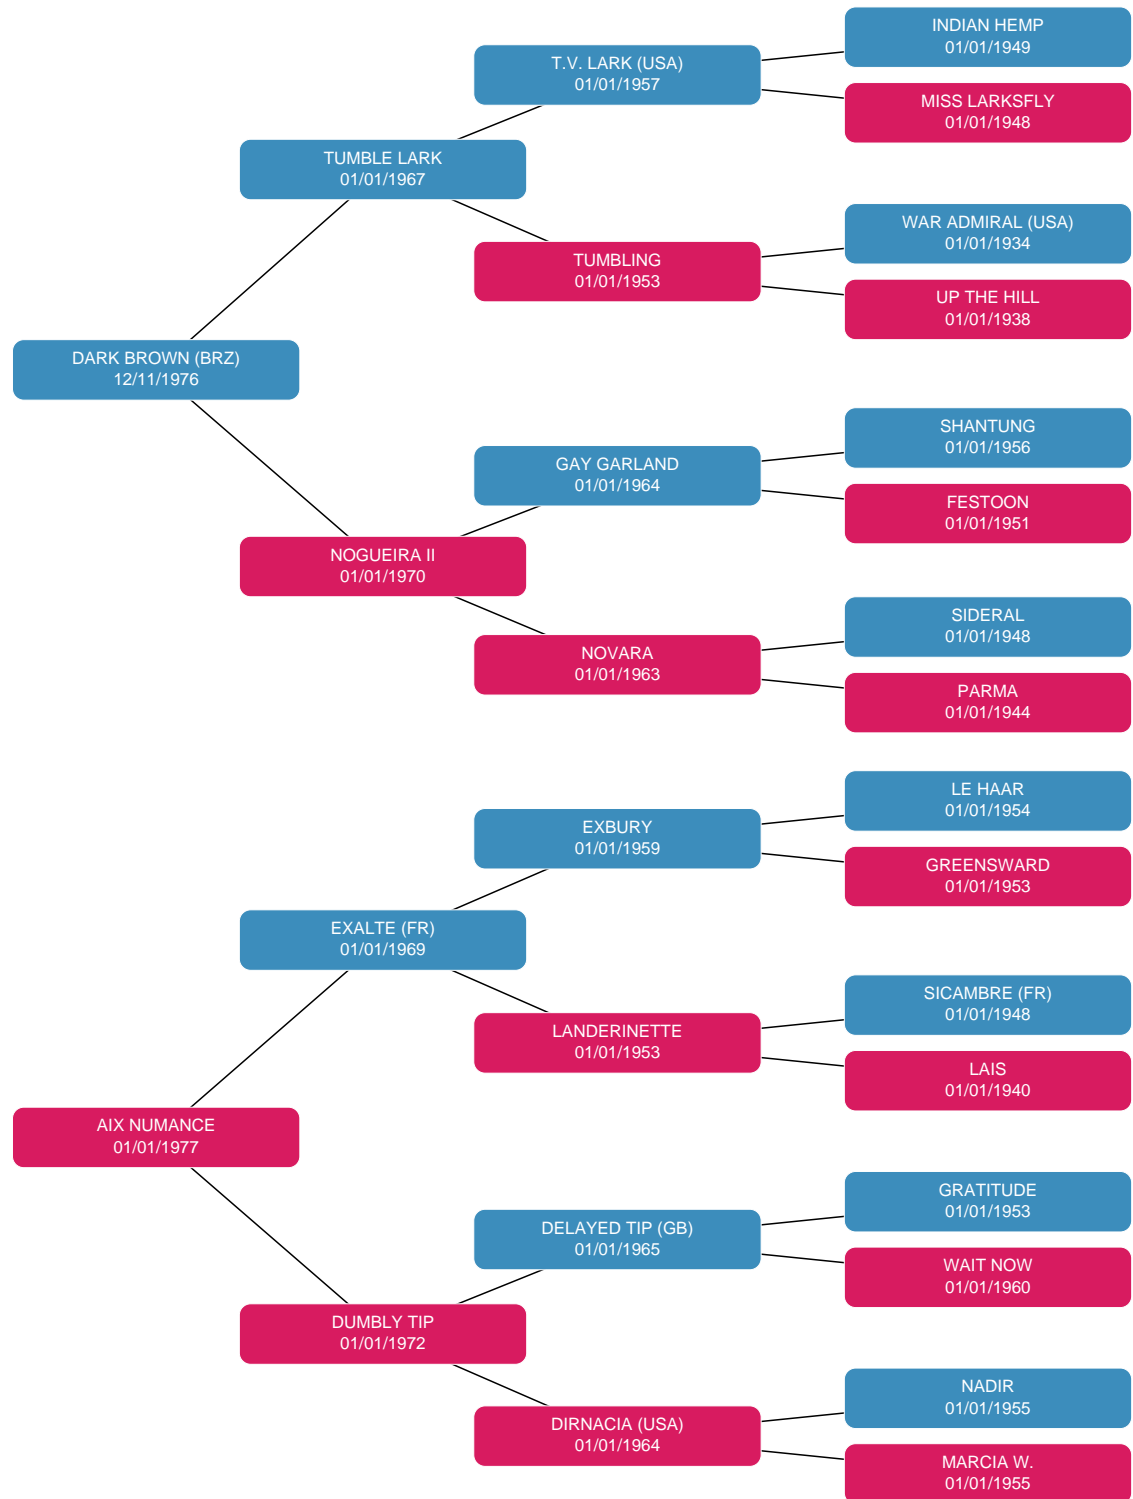 INDIAN HEMP
01/01/1949
T.V. LARK (USA)
01/01/1957
MISS LARKSFLY
01/01/1948
TUMBLE LARK
01/01/1967
WAR ADMIRAL (USA)
01/01/1934
TUMBLING
01/01/1953
UP THE HILL
01/01/1938
DARK BROWN (BRZ)
12/11/1976
SHANTUNG
01/01/1956
GAY GARLAND
01/01/1964
FESTOON
01/01/1951
NOGUEIRA II
01/01/1970
SIDERAL
01/01/1948
NOVARA
01/01/1963
PARMA
01/01/1944
LE HAAR
01/01/1954
EXBURY
01/01/1959
GREENSWARD
01/01/1953
EXALTE (FR)
01/01/1969
SICAMBRE (FR)
01/01/1948
LANDERINETTE
01/01/1953
LAIS
01/01/1940
AIX NUMANCE
01/01/1977
GRATITUDE
01/01/1953
DELAYED TIP (GB)
01/01/1965
WAIT NOW
01/01/1960
DUMBLY TIP
01/01/1972
NADIR
01/01/1955
DIRNACIA (USA)
01/01/1964
MARCIA W.
01/01/1955